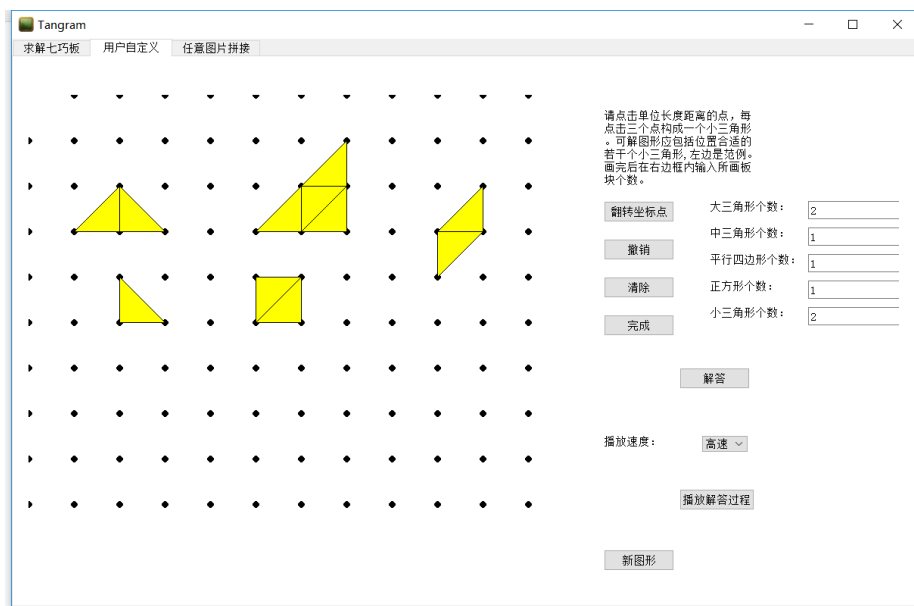 Tangram
求解七巧板 用户自定义 任意图片拼接
请点击单位长度距离的点，每
点击三个点构成一个小三角形
。可解图形应包括位置合适的
若干个小三角形,左边是范例。
画完后在右边框内输入所画板
块个数。
翻转坐标点
撤销
清除
完成
大三角形个数： 2
中三角形个数： 1
平行四边形个数： 1
正方形个数： 1
小三角形个数： 2
解答
播放速度： 高速
播放解答过程
新图形